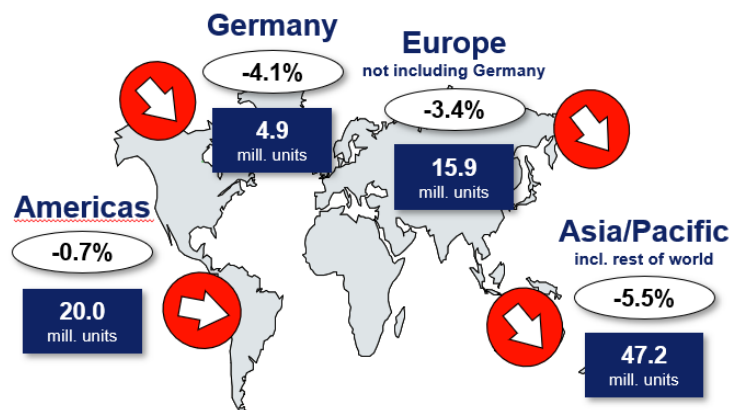 Germany
-4.1%
4.9
mill. units
Europe
not including Germany
-3.4%
15.9
mill. units
Americas
-0.7%
20.0
mill. units
Asia/Pacific
incl. rest of world
-5.5%
47.2
mill. units